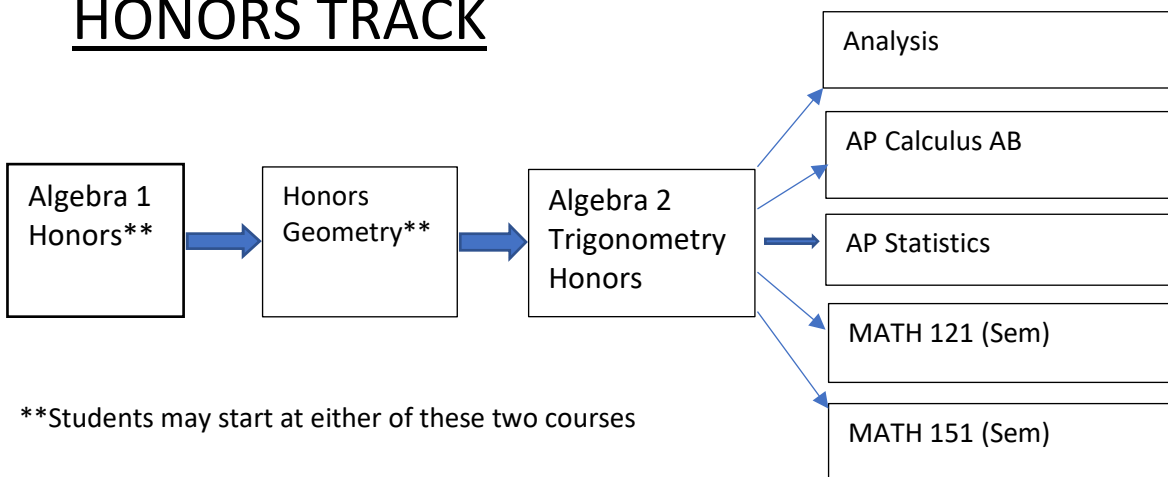 HONORS TRACK
Algebra 1
Honors**
Honors
Geometry**
Algebra 2
Trigonometry
Honors
Analysis
AP Calculus AB
AP Statistics
MATH 121 (Sem)
MATH 151 (Sem)
**Students may start at either of these two courses